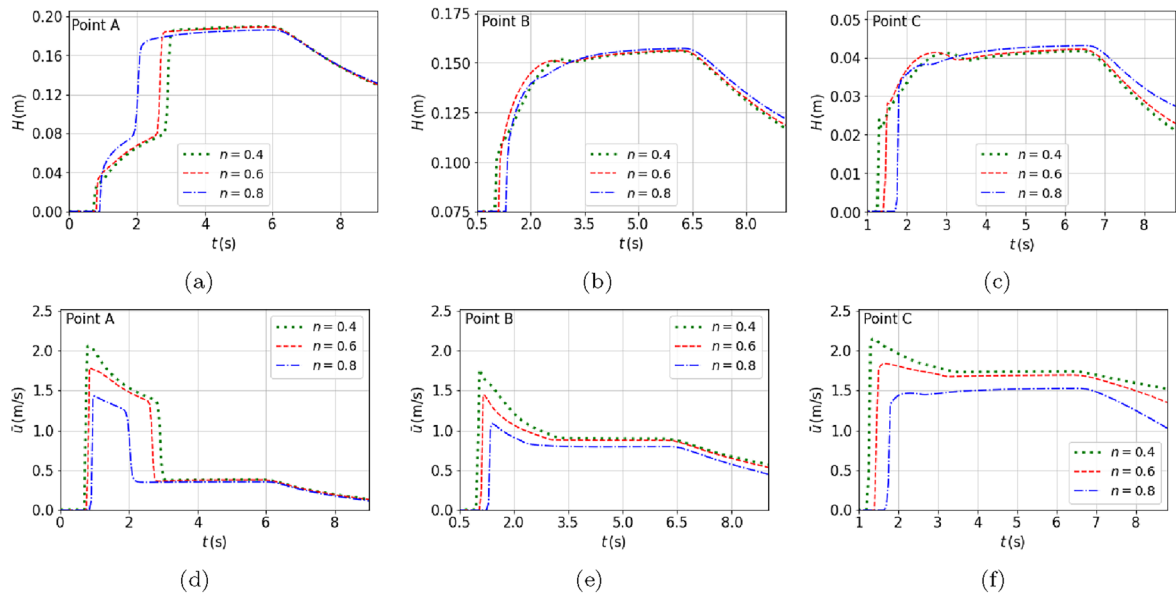 Point A
0.20
0.16
0.12
0.08
0.04
0.00
H (m)
n = 0.4
n = 0.6
n = 0.8
0 2 4 6 8
t (s)
(a)
Point B
0.175
0.150
0.125
0.100
0.075
H (m)
n = 0.4
n = 0.6
n = 0.8
0.5 2.0 3.5 5.0 6.5 8.0
t (s)
(b)
Point C
0.05
0.04
0.03
0.02
0.01
0.00
H (m)
n = 0.4
n = 0.6
n = 0.8
1 2 3 4 5 6 7 8
t (s)
(c)
Point A
2.5
2.0
1.5
1.0
0.5
0.0
ū (m/s)
n = 0.4
n = 0.6
n = 0.8
0 2 4 6 8
t (s)
(d)
Point B
2.5
2.0
1.5
1.0
0.5
0.0
ū (m/s)
n = 0.4
n = 0.6
n = 0.8
0.5 2.0 3.5 5.0 6.5 8.0
t (s)
(e)
Point C
2.5
2.0
1.5
1.0
0.5
0.0
ū (m/s)
n = 0.4
n = 0.6
n = 0.8
1 2 3 4 5 6 7 8
t (s)
(f)